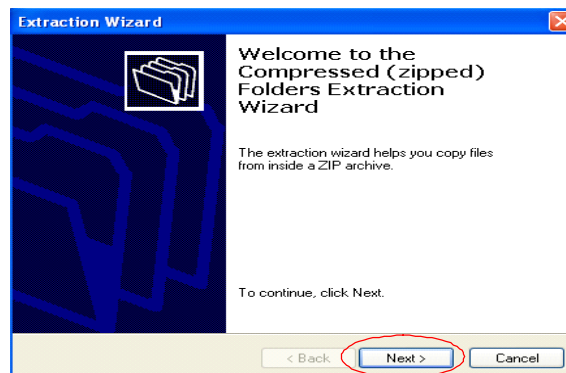 Extraction Wizard
Welcome to the
Compressed (zipped)
Folders Extraction
Wizard
The extraction wizard helps you copy files
from inside a ZIP archive.
To continue, click Next.
< Back Next > Cancel